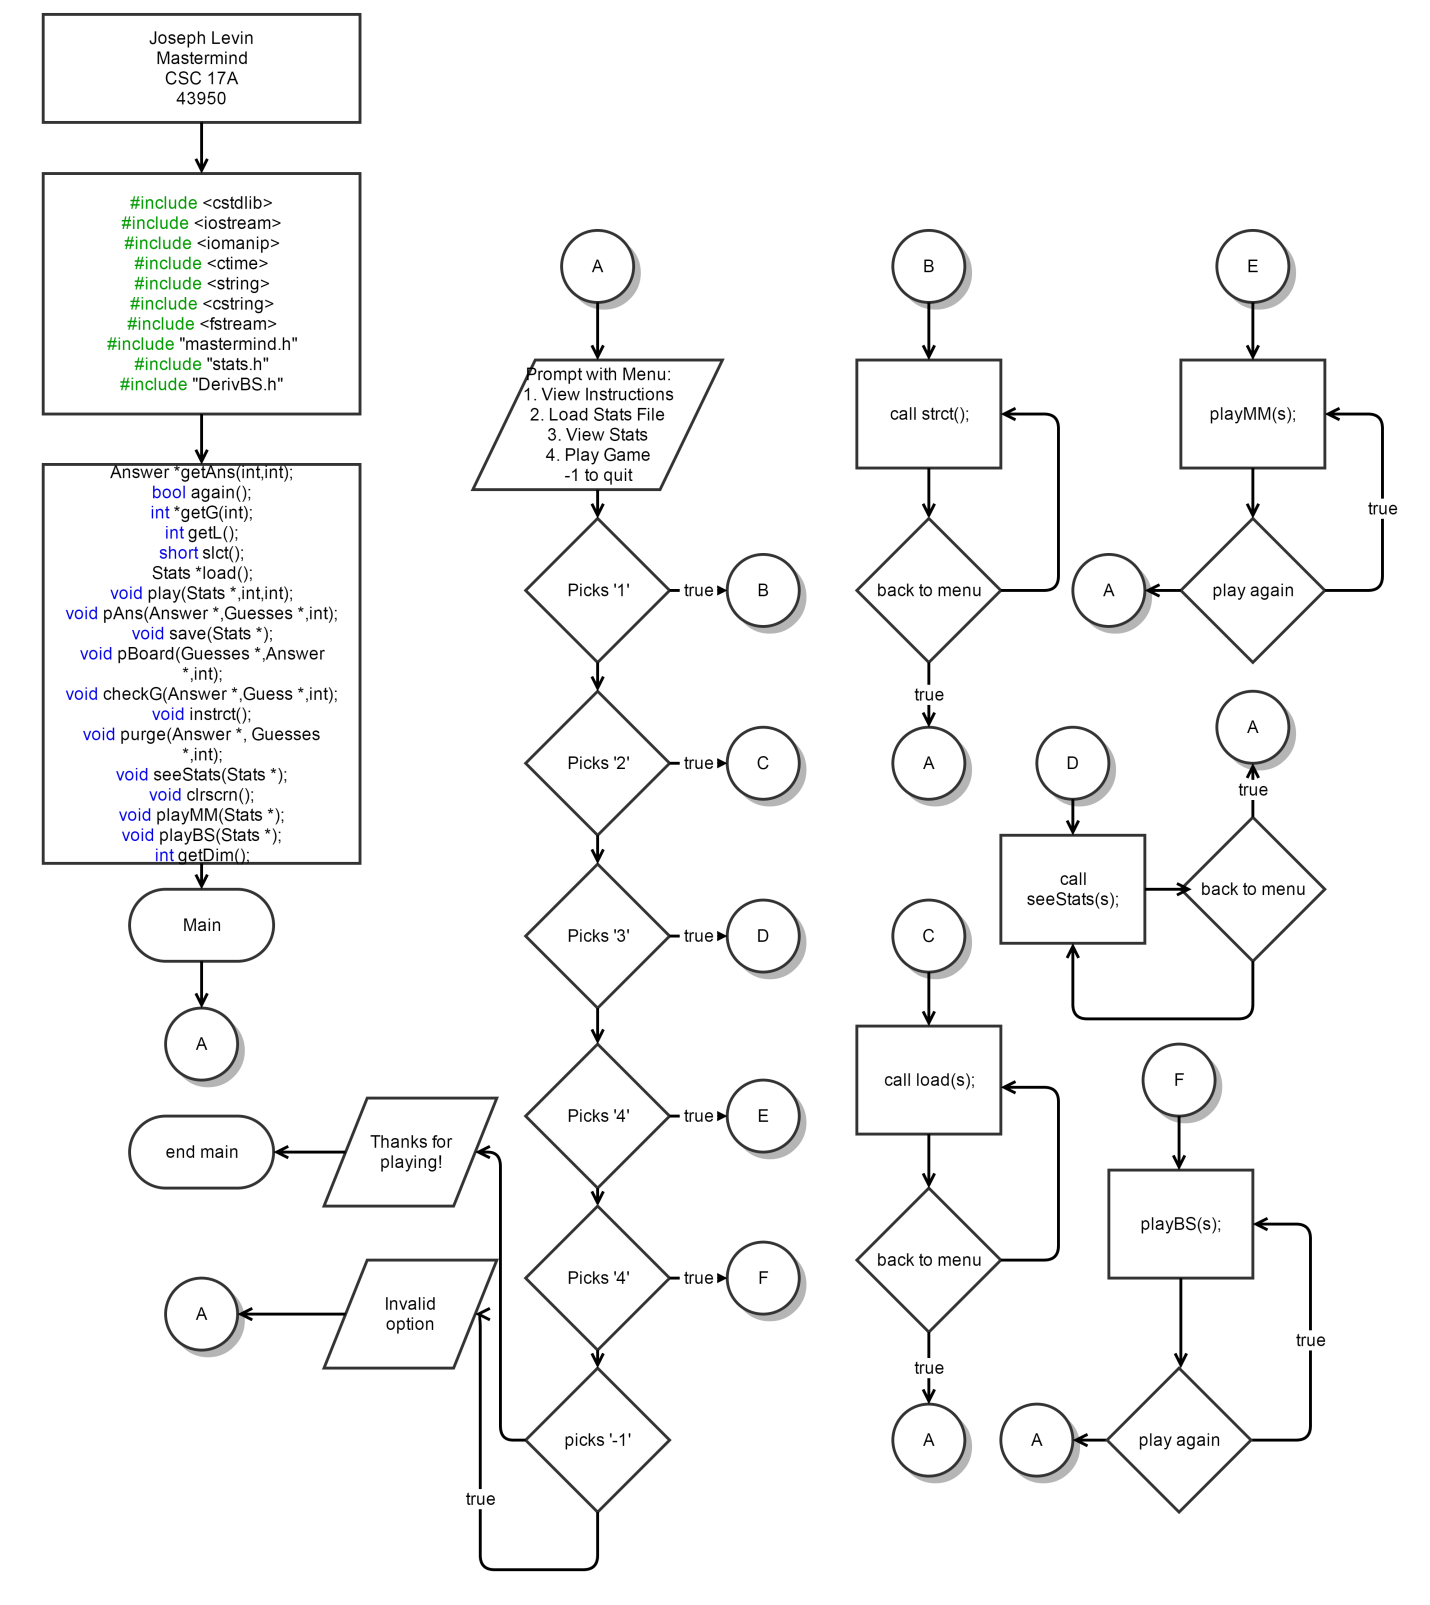 Joseph Levin
Mastermind
CSC 17A
43950
#include <cstdlib>
#include <iostream>
#include <iomanip>
#include <ctime>
#include <string>
#include <cstring>
#include <fstream>
#include "mastermind.h"
#include "stats.h"
#include "DerivBS.h"
Answer *getAns(int,int);
bool again();
int *getG(int);
int getL();
short slct();
Stats *load();
void play(Stats *,int,int);
void pAns(Answer *,Guesses *,int);
void save(Stats *);
void pBoard(Guesses *,Answer
*,int);
void checkG(Answer *,Guess *,int);
void instrct();
void purge(Answer *, Guesses
*,int);
void seeStats(Stats *);
void clrscrn();
void playMM(Stats *);
void playBS(Stats *);
int getDim();
Main
A
end main
Thanks for
playing!
A
Invalid
option
A
Prompt with Menu:
1. View Instructions
2. Load Stats File
3. View Stats
4. Play Game
-1 to quit
Picks '1'
true
B
Picks '2'
true
C
Picks '3'
true
D
Picks '4'
true
E
Picks '4'
true
F
picks '-1'
true
B
call strct();
back to menu
true
A
E
playMM(s);
true
play again
A
D
call
seeStats(s);
back to menu
true
A
C
call load(s);
back to menu
true
A
F
playBS(s);
true
play again
A